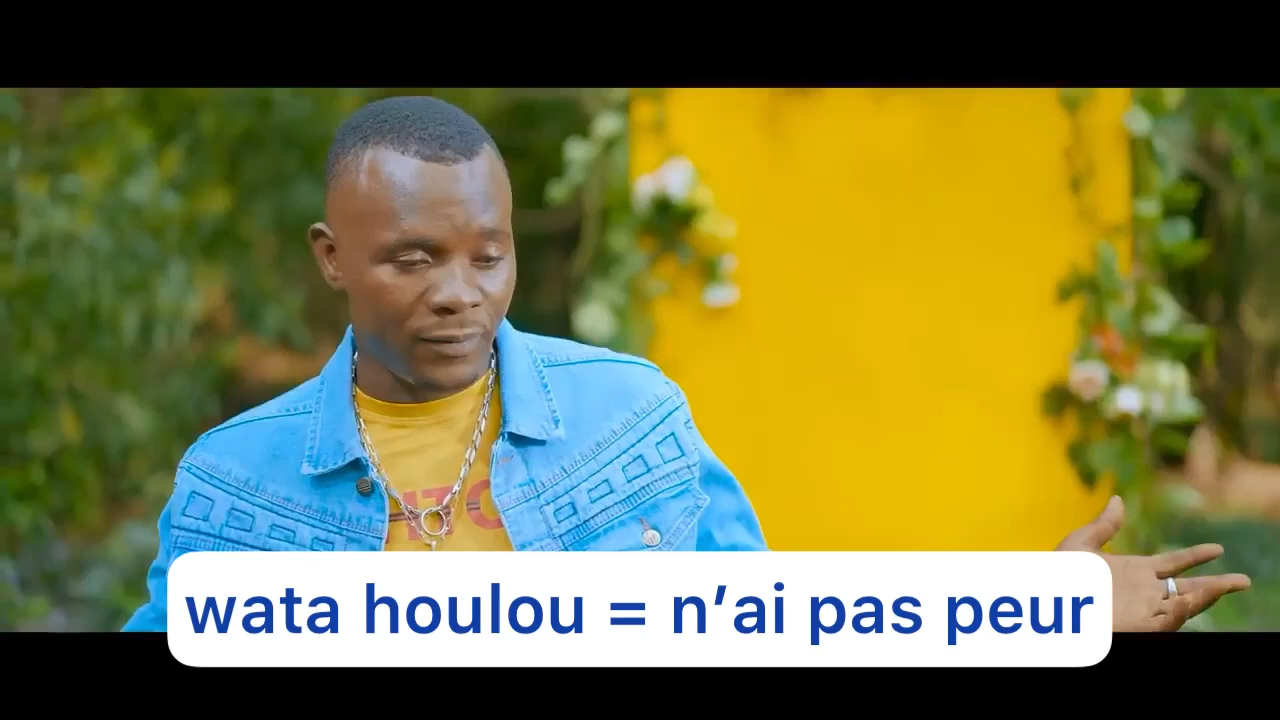 wata houlou = n’ai pas peur